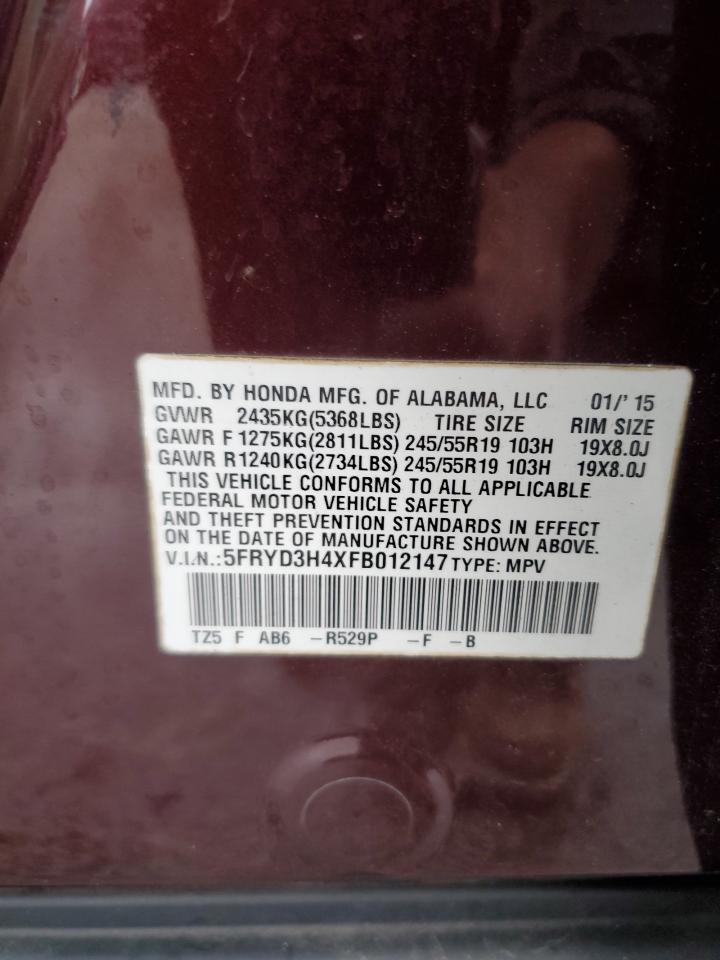 MFD. BY HONDA MFG. OF ALABAMA, LLC 01/' 15
GVWR 2435KG(5368LBS) TIRE SIZE RIM SIZE
GAWR F 1275KG(2811LBS) 245/55R19 103H 19X8.0J
GAWR R1240KG(2734LBS) 245/55R19 103H 19X8.0J
THIS VEHICLE CONFORMS TO ALL APPLICABLE
FEDERAL MOTOR VEHICLE SAFETY
AND THEFT PREVENTION STANDARDS IN EFFECT
ON THE DATE OF MANUFACTURE SHOWN ABOVE.
V.I.N.:5FRYD3H4XFB012147 TYPE: MPV
TZ5 F AB6 -R529P -F -B